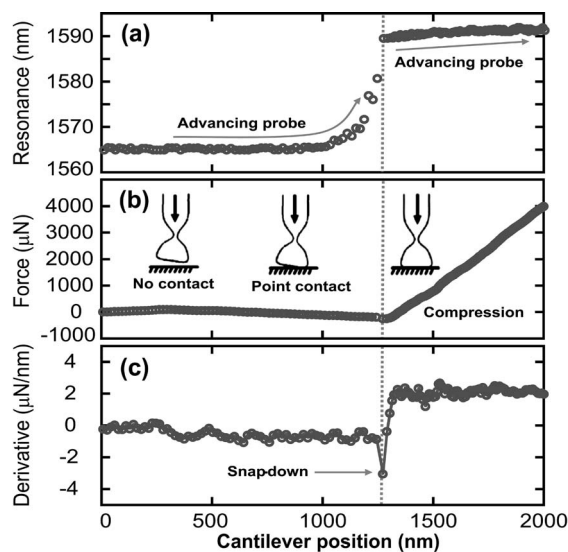 1590
(a)
Advancing probe
1580
Resonance (nm)
Advancing probe
1570
1560
4000
(b)
3000
Force (μN)
2000
1000
No contact
Point contact
0
Compression
-1000
4
(c)
Derivative (μN/nm)
2
0
-2
Snap-down
-4
0
500
1000
1500
2000
Cantilever position (nm)